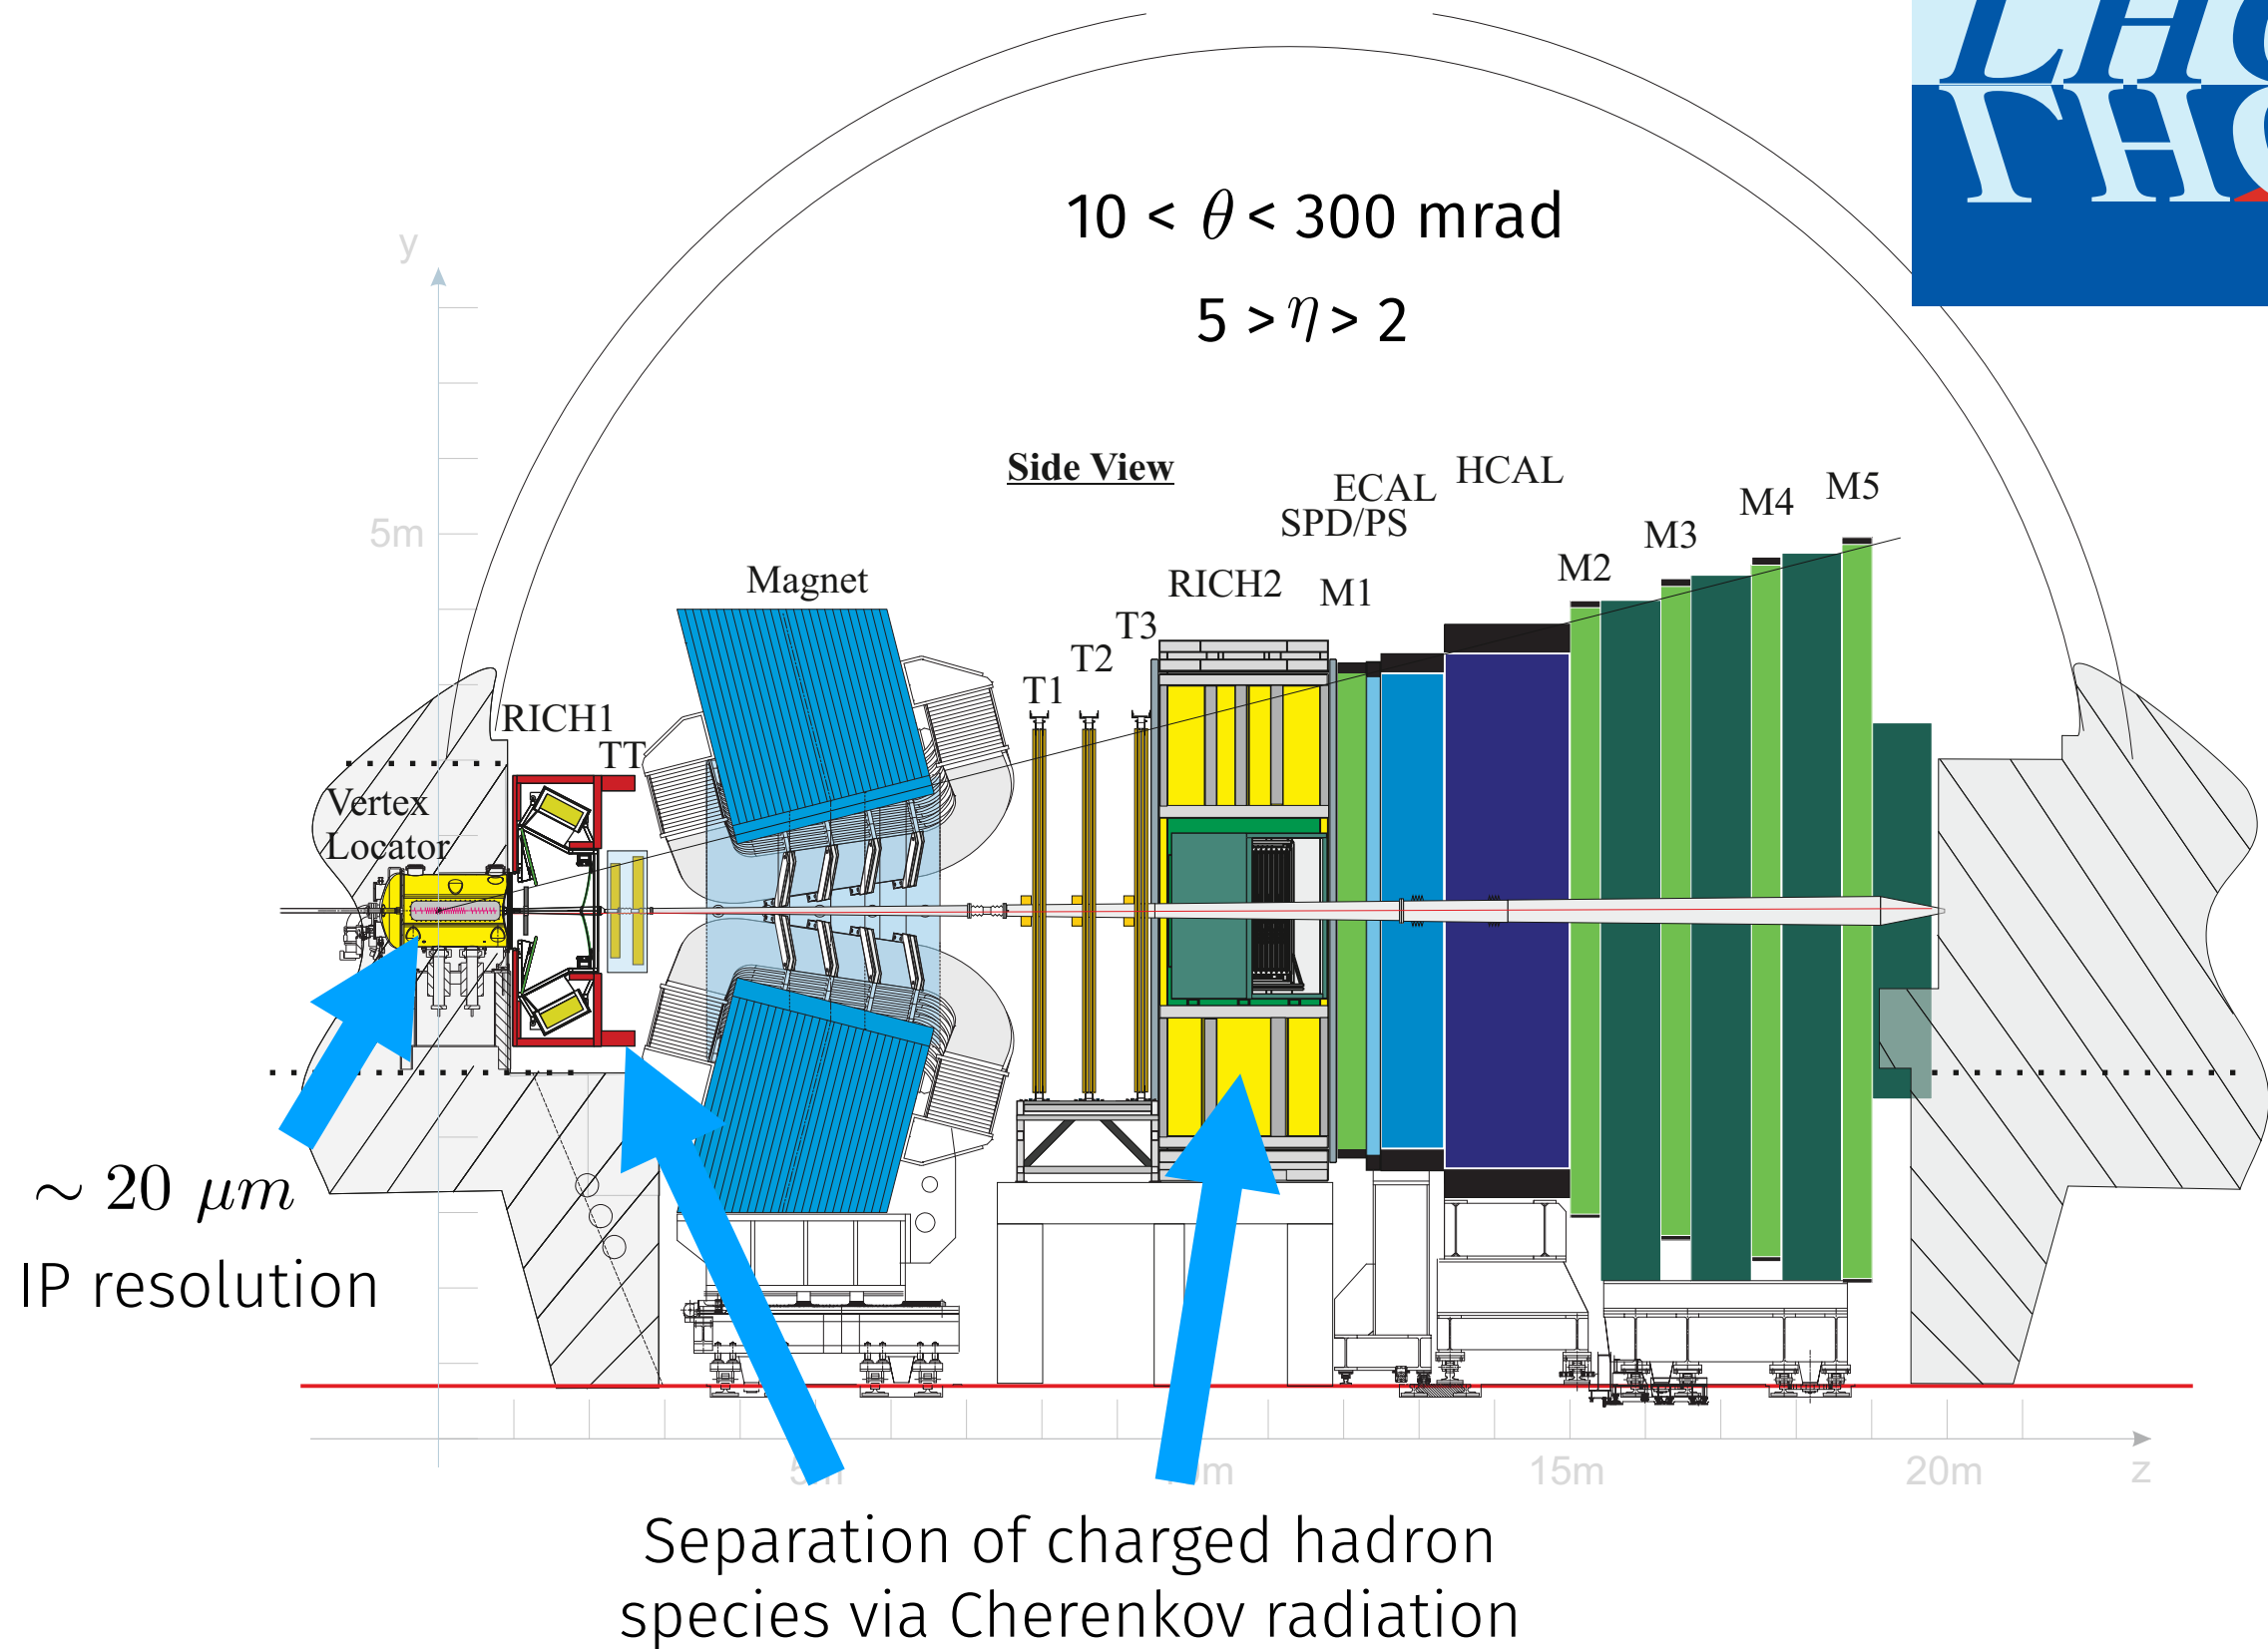 LHC
10 < θ < 300 mrad
y
5 > η > 2
Side View
HCAL
ECAL
M5
M4
SPD/PS
5m
M3
M2
Magnet
RICH2
M1
T3
T2
T1
RICH1
TT
Vertex
Locator
~ 20 μm
IP resolution
15m
20m
z
Separation of charged hadron
species via Cherenkov radiation